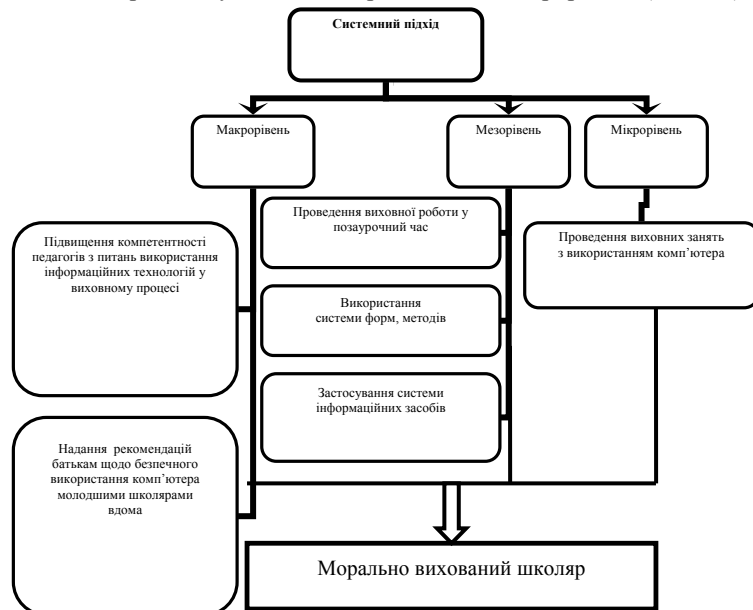 Системний підхід
Макрорівень
Мезорівень
Мікрорівень
Підвищення компетентності
педагогів з питань використання
інформаційних технологій у
виховному процесі
Надання рекомендацій
батькам щодо безпечного
використання комп’ютера
молодшими школярами
вдома
Проведення виховної роботи у
позаурочний час
Використання
системи форм, методів
Застосування системи
інформаційних засобів
Проведення виховних занять
з використанням комп’ютера
Морально вихований школяр